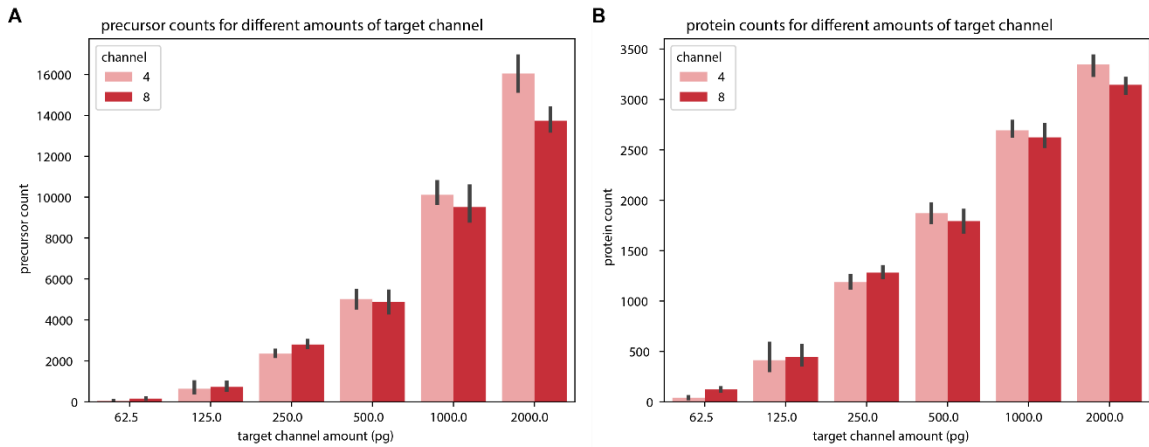 A
precursor counts for different amounts of target channel
channel
4
8
16000
14000
12000
10000
8000
6000
4000
2000
0
precursor count
62.5 125.0 250.0 500.0 1000.0 2000.0
target channel amount (pg)
B
protein counts for different amounts of target channel
channel
4
8
3500
3000
2500
2000
1500
1000
500
0
protein count
62.5 125.0 250.0 500.0 1000.0 2000.0
target channel amount (pg)